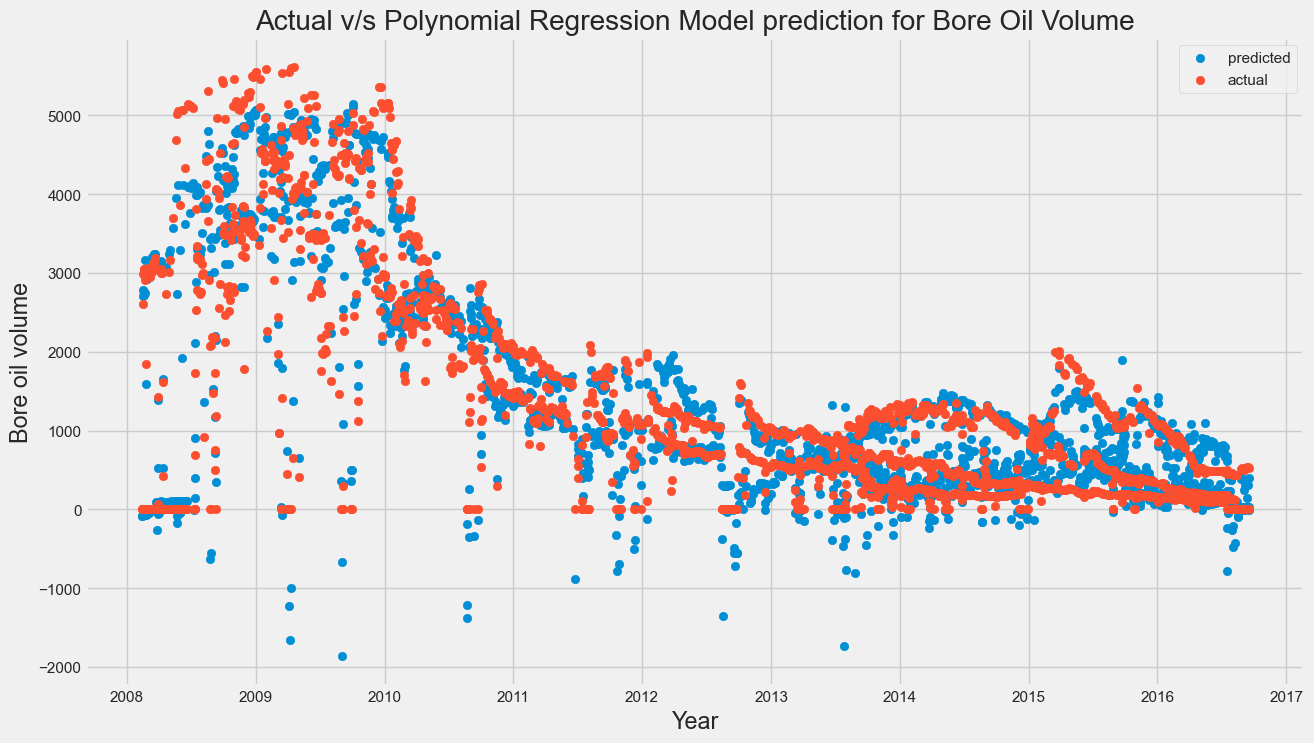 Actual v/s Polynomial Regression Model prediction for Bore Oil Volume
predicted
actual
Bore oil volume
5000
4000
3000
2000
1000
0
−1000
−2000
2008 2009 2010 2011 2012 2013 2014 2015 2016 2017
Year